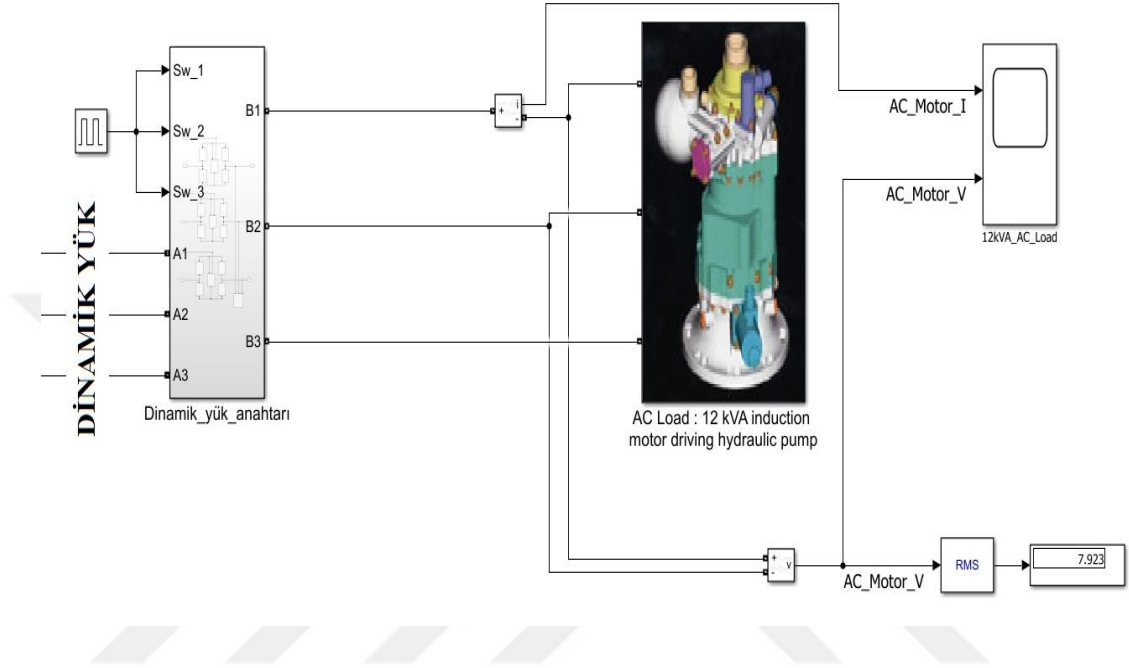 DİNAMİK YÜK
Sw_1
Sw_2
Sw_3
A1
A2
A3
B1
B2
B3
Dinamik_yük_anahtarı
+
i
-
AC Load : 12 kVA induction
motor driving hydraulic pump
AC_Motor_I
AC_Motor_V
12kVA_AC_Load
+
-
v
AC_Motor_V
RMS
7.923